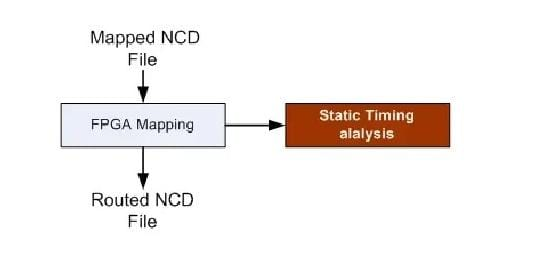 Mapped NCD
File
FPGA Mapping
Static Timing
alalysis
Routed NCD
File